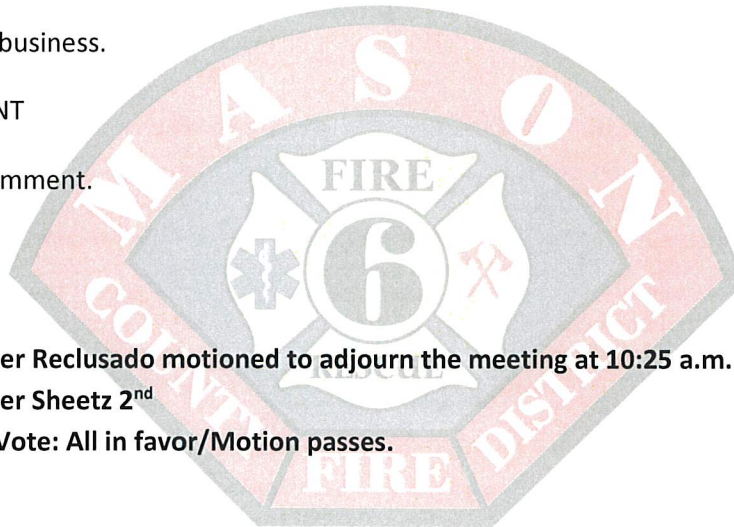 business.
NT
mment.
er Reclusado motioned to adjourn the meeting at 10:25 a.m.
er Sheetz 2nd
Vote: All in favor/Motion passes.
MASON
FIRE
6
RESCUE
COUNTY FIRE DISTRICT